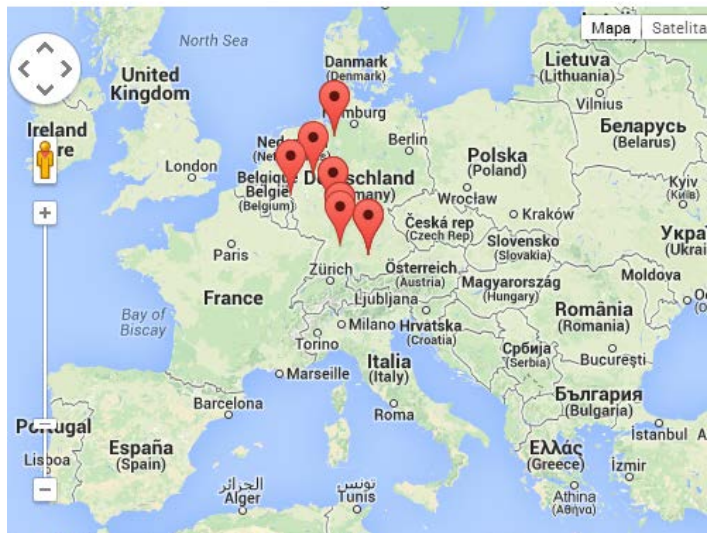 Mapa
Satelita
North Sea
Danmark
(Denmark)
Lietuva
(Lithuania)
Vilnius
United
Kingdom
Ireland
Berlin
Беларусь
(Belarus)
London
Polska
(Poland)
Belgique
België
(Belgium)
Wrocław
Kraków
Kyiv
(Київ)
Česká rep
(Czech Rep)
Slovensko
(Slovakia)
Paris
Zürich
Österreich
(Austria)
Magyarország
(Hungary)
Moldova
France
Ljubljana
Bay of
Biscay
Milano
Hrvatska
(Croatia)
România
(Romania)
Torino
Србија
(Serbia)
București
Marseille
Italia
(Italy)
България
(Bulgaria)
Barcelona
Roma
Portugal
España
(Spain)
İstanbul
Lisboa
Ελλάς
(Greece)
İzmir
الجزائر
Alger
تونس
Tunis
Athina
(Αθήνα)